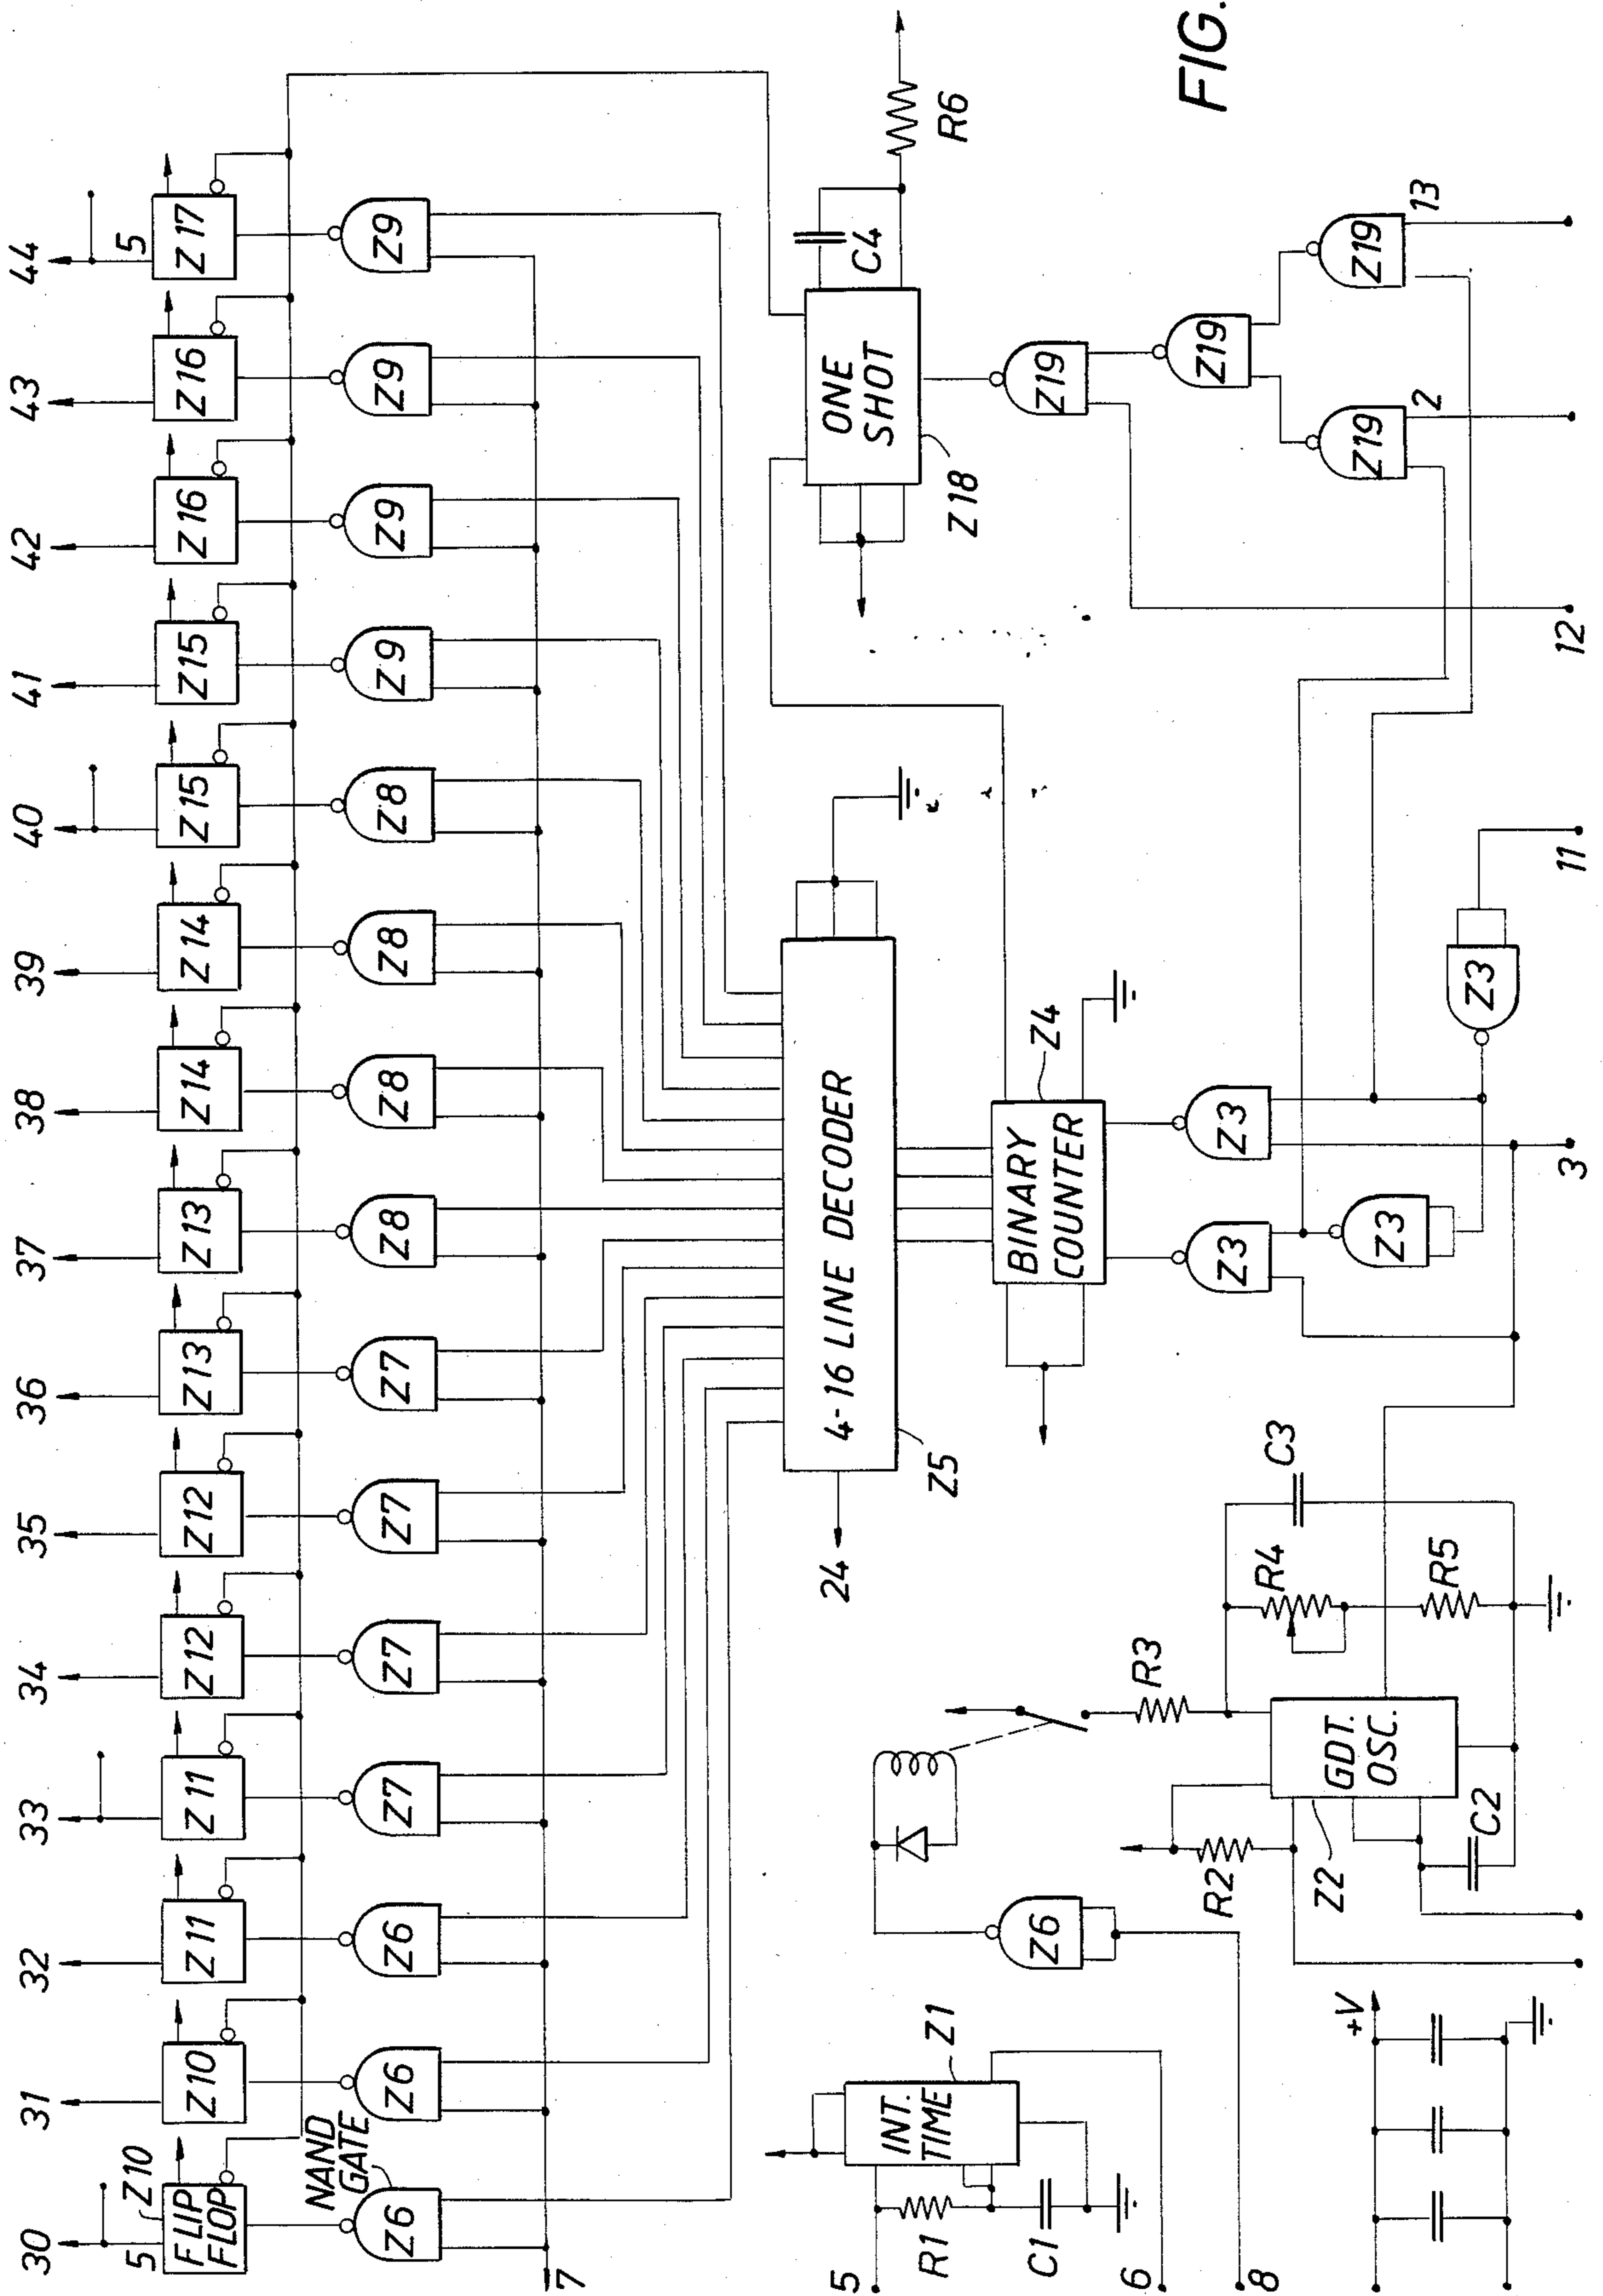 30 31 32 33 34 35 36 37 38 39 40 41 42 43 44
5 Z10 5
FLIP FLOP Z10 Z11 Z11 Z12 Z12 Z13 Z13 Z14 Z14 Z15 Z15 Z16 Z16 Z17
NAND GATE
Z6 Z6 Z6 Z7 Z7 Z7 Z7 Z8 Z8 Z8 Z8 Z9 Z9 Z9 Z9
7
24
4-16 LINE DECODER
Z5
ONE SHOT
Z18
C4
R6
5
R1
C1
INT. TIME
Z1
6
8
Z6
BINARY COUNTER
Z4
R3
R2
Z2
GDT. OSC.
C2
R4
R5
C3
Z3 Z3
Z3
Z3
3
11
12
Z19
Z19
Z19 Z19
2 13
+V
FIG.